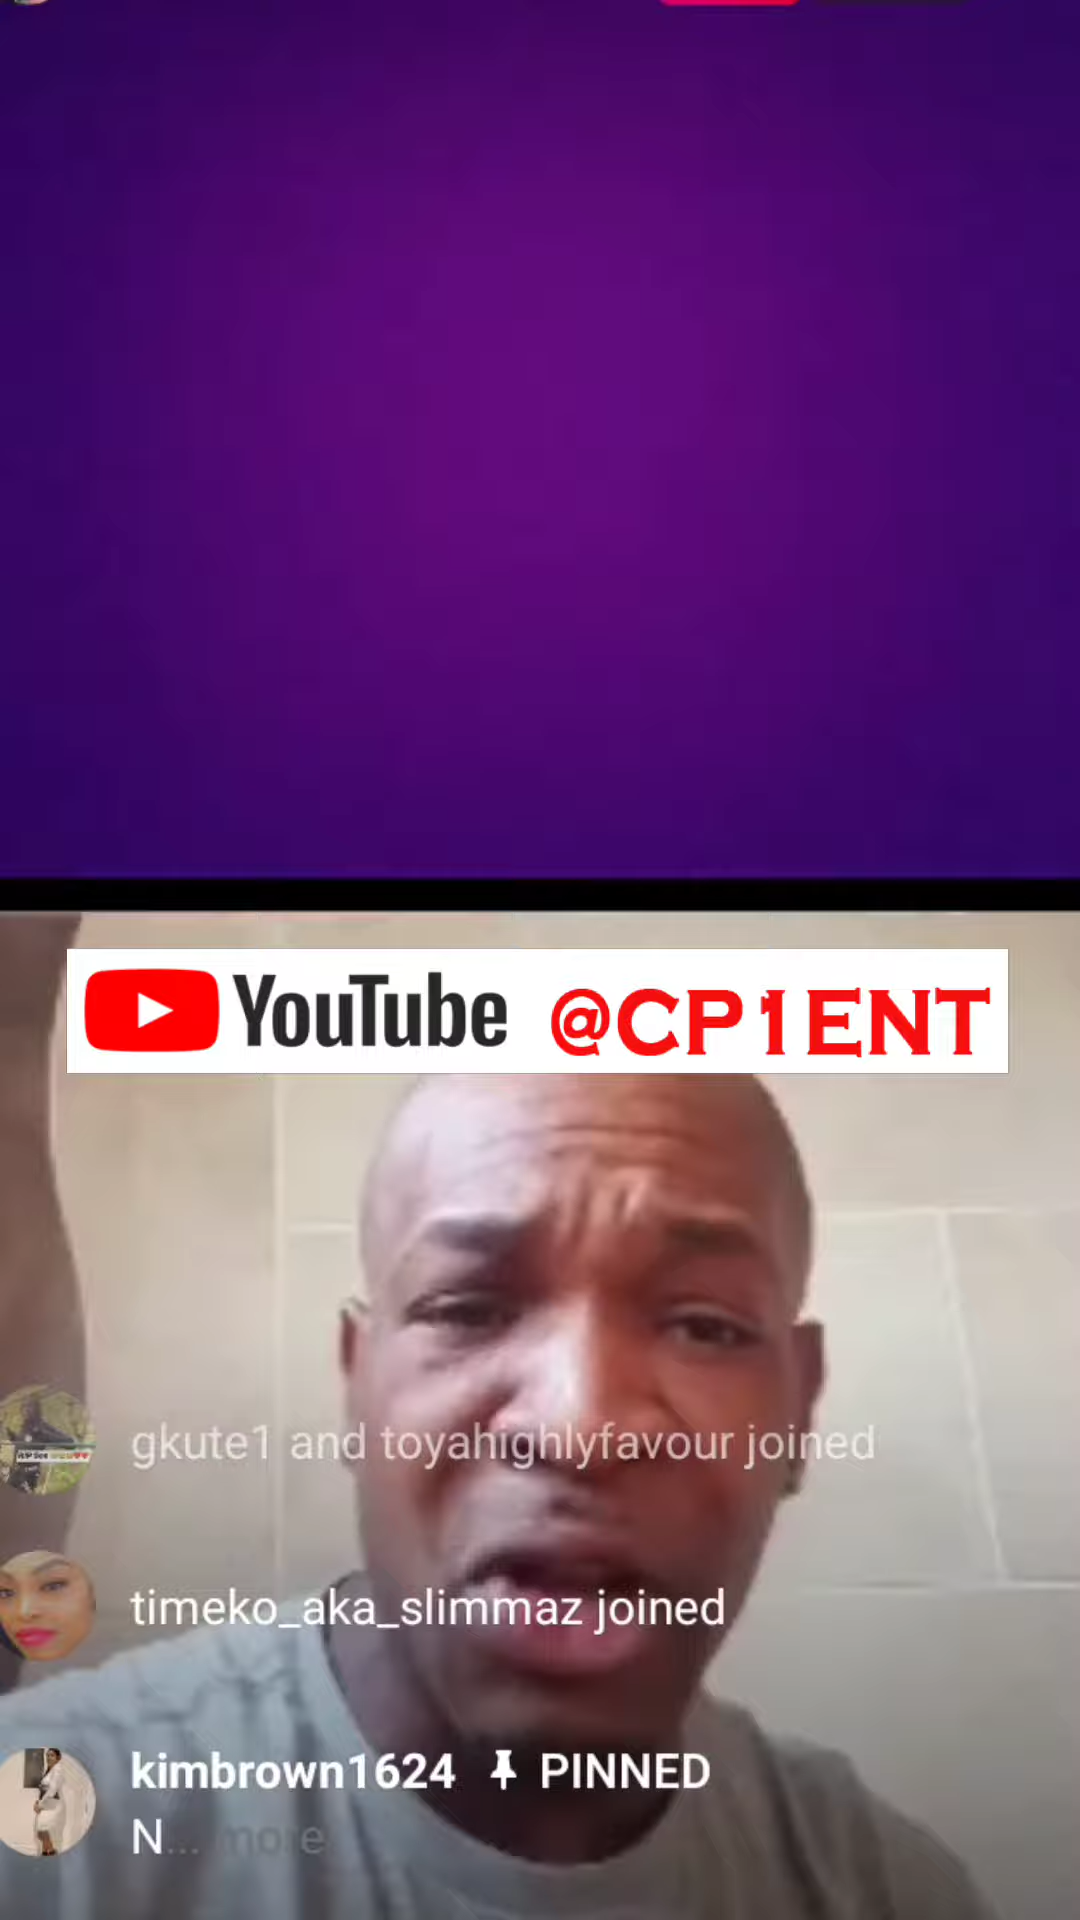 YouTube @CP1ENT
gkute1 and toyahighlyfavour joined
timeko_aka_slimmaz joined
kimbrown1624 PINNED
N... more